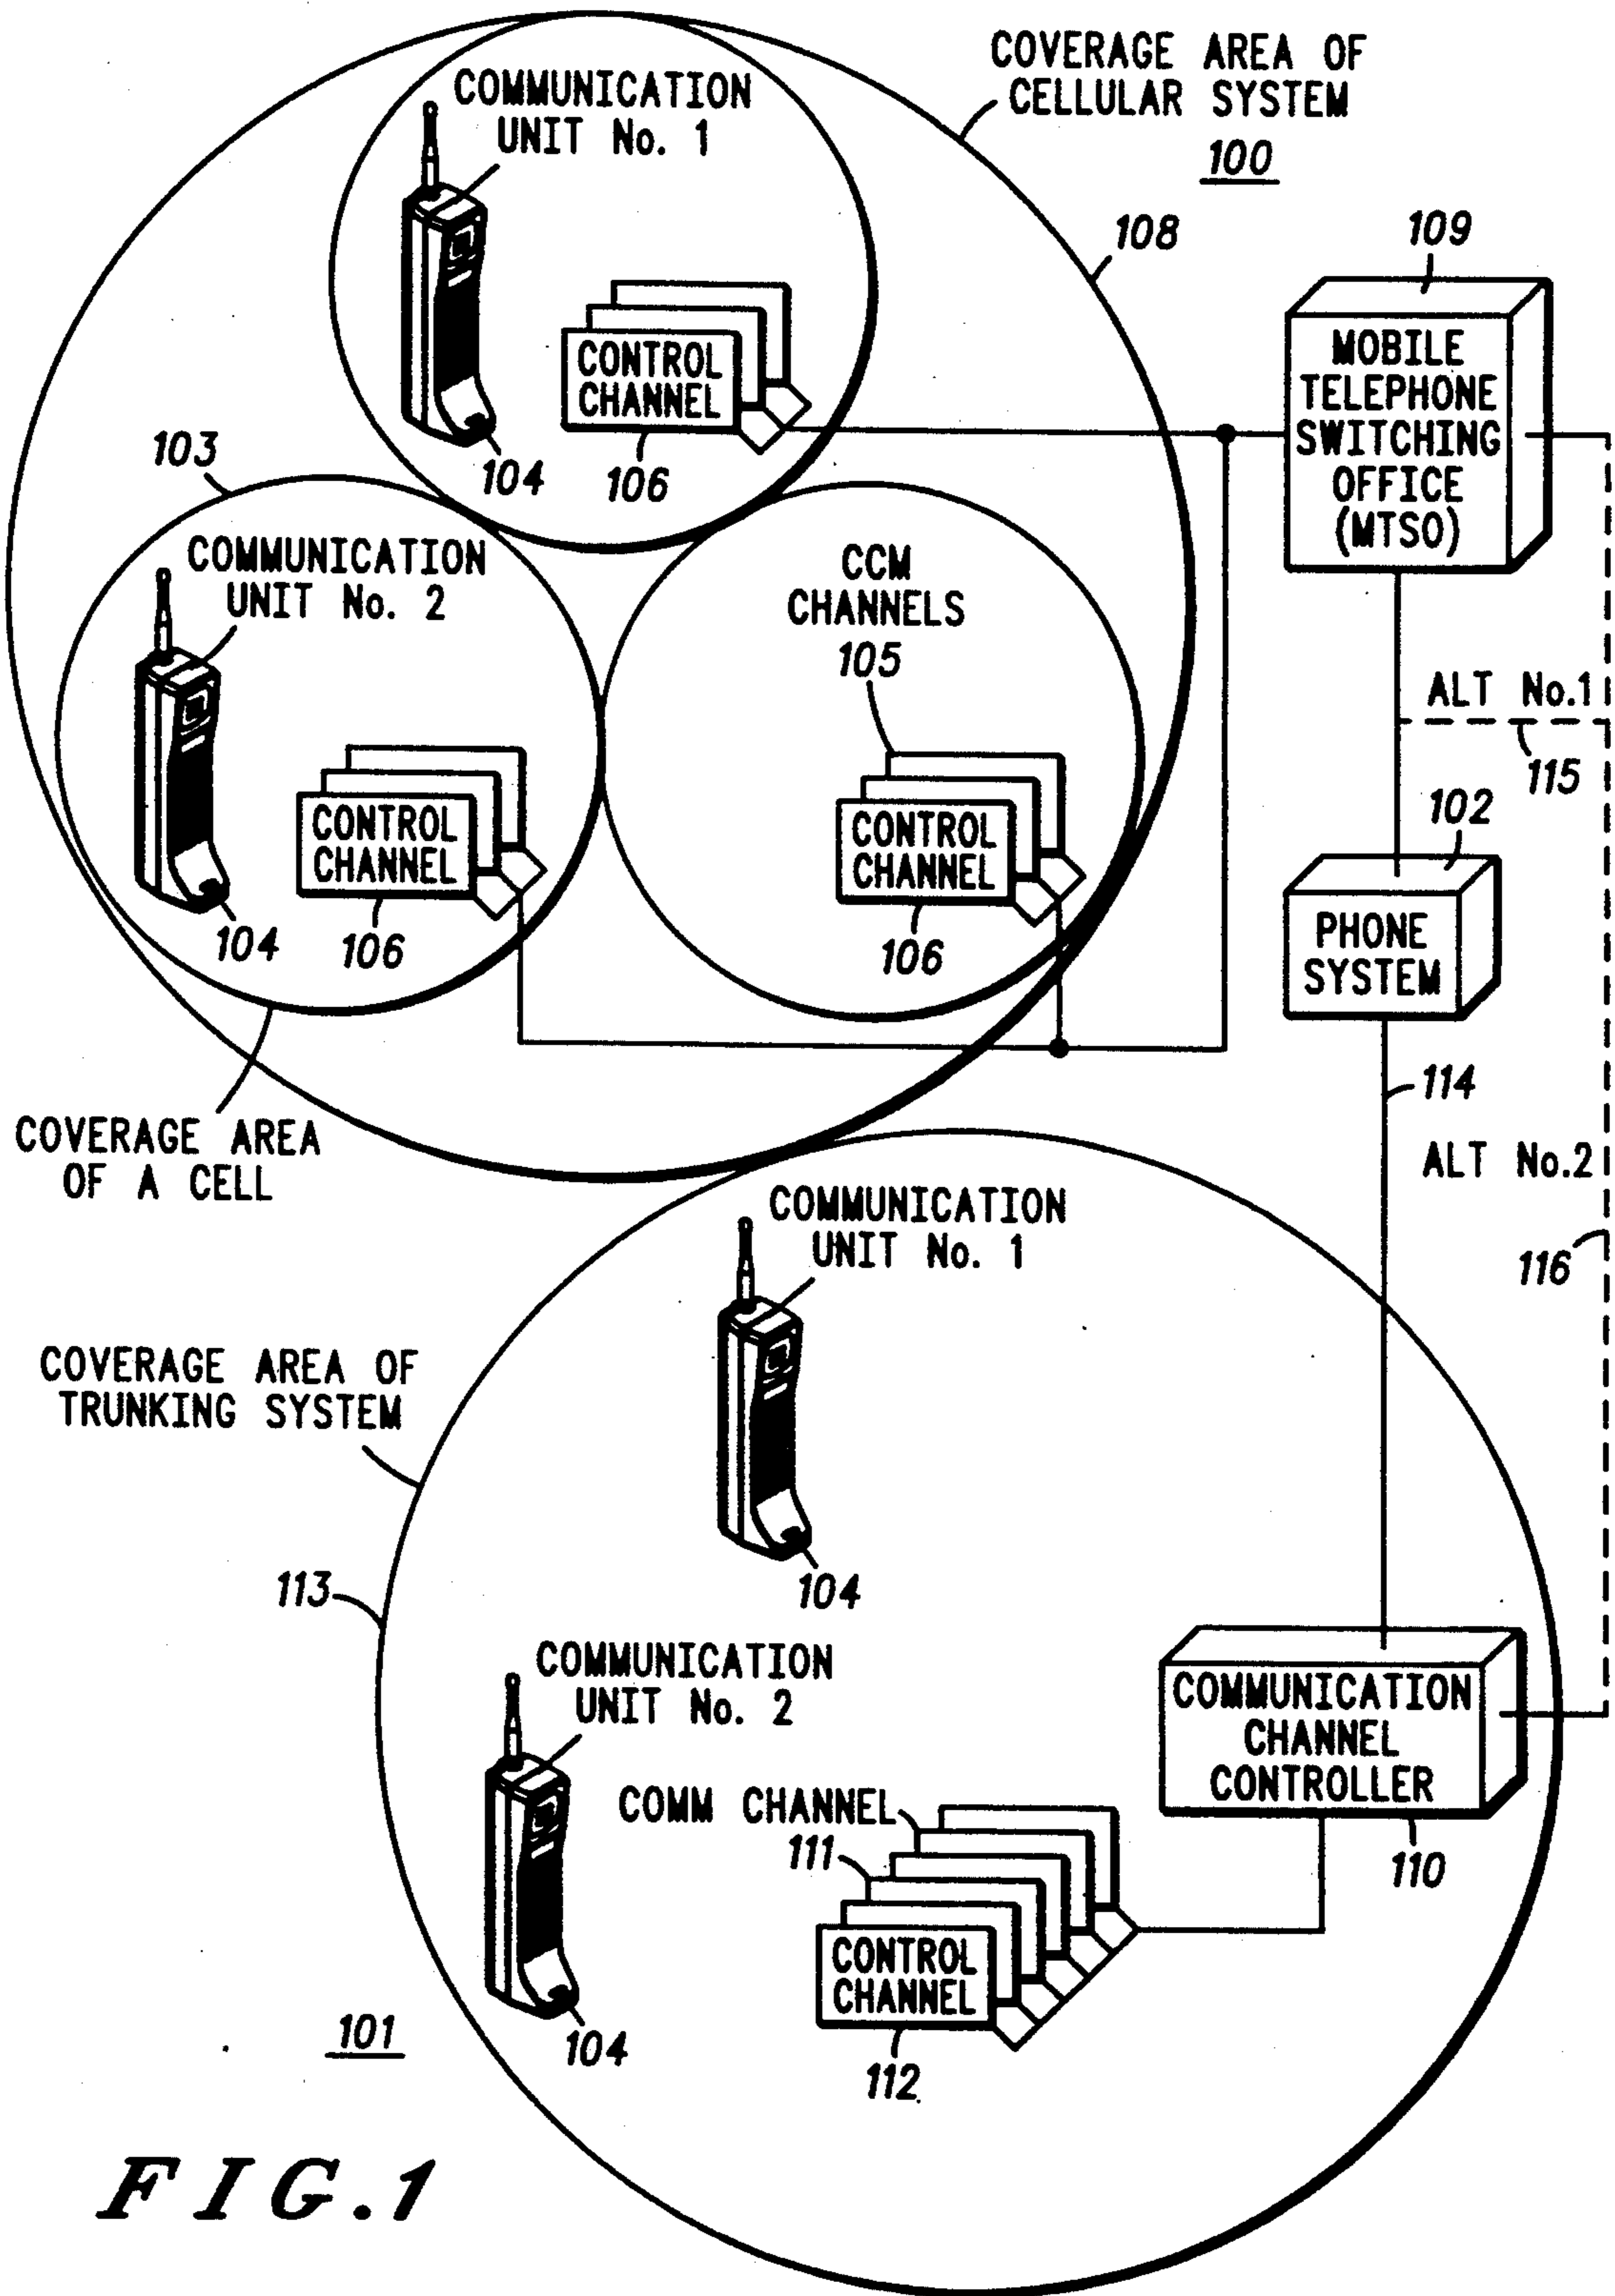 COVERAGE AREA OF
CELLULAR SYSTEM
100
COMMUNICATION
UNIT No. 1
108
109
MOBILE
TELEPHONE
SWITCHING
OFFICE
(MTSO)
CONTROL
CHANNEL
104
106
103
COMMUNICATION
UNIT No. 2
CCM
CHANNELS
105
ALT No.1
115
102
CONTROL
CHANNEL
CONTROL
CHANNEL
104
106
106
PHONE
SYSTEM
114
COVERAGE AREA
OF A CELL
ALT No.2
COMMUNICATION
UNIT No. 1
116
COVERAGE AREA OF
TRUNKING SYSTEM
113
104
COMMUNICATION
UNIT No. 2
COMMUNICATION
CHANNEL
CONTROLLER
COMM CHANNEL
111
110
CONTROL
CHANNEL
101
104
112
FIG.1